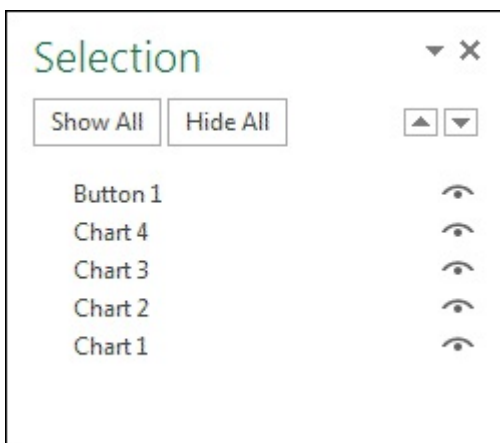 Selection
Show All Hide All
Button 1
Chart 4
Chart 3
Chart 2
Chart 1